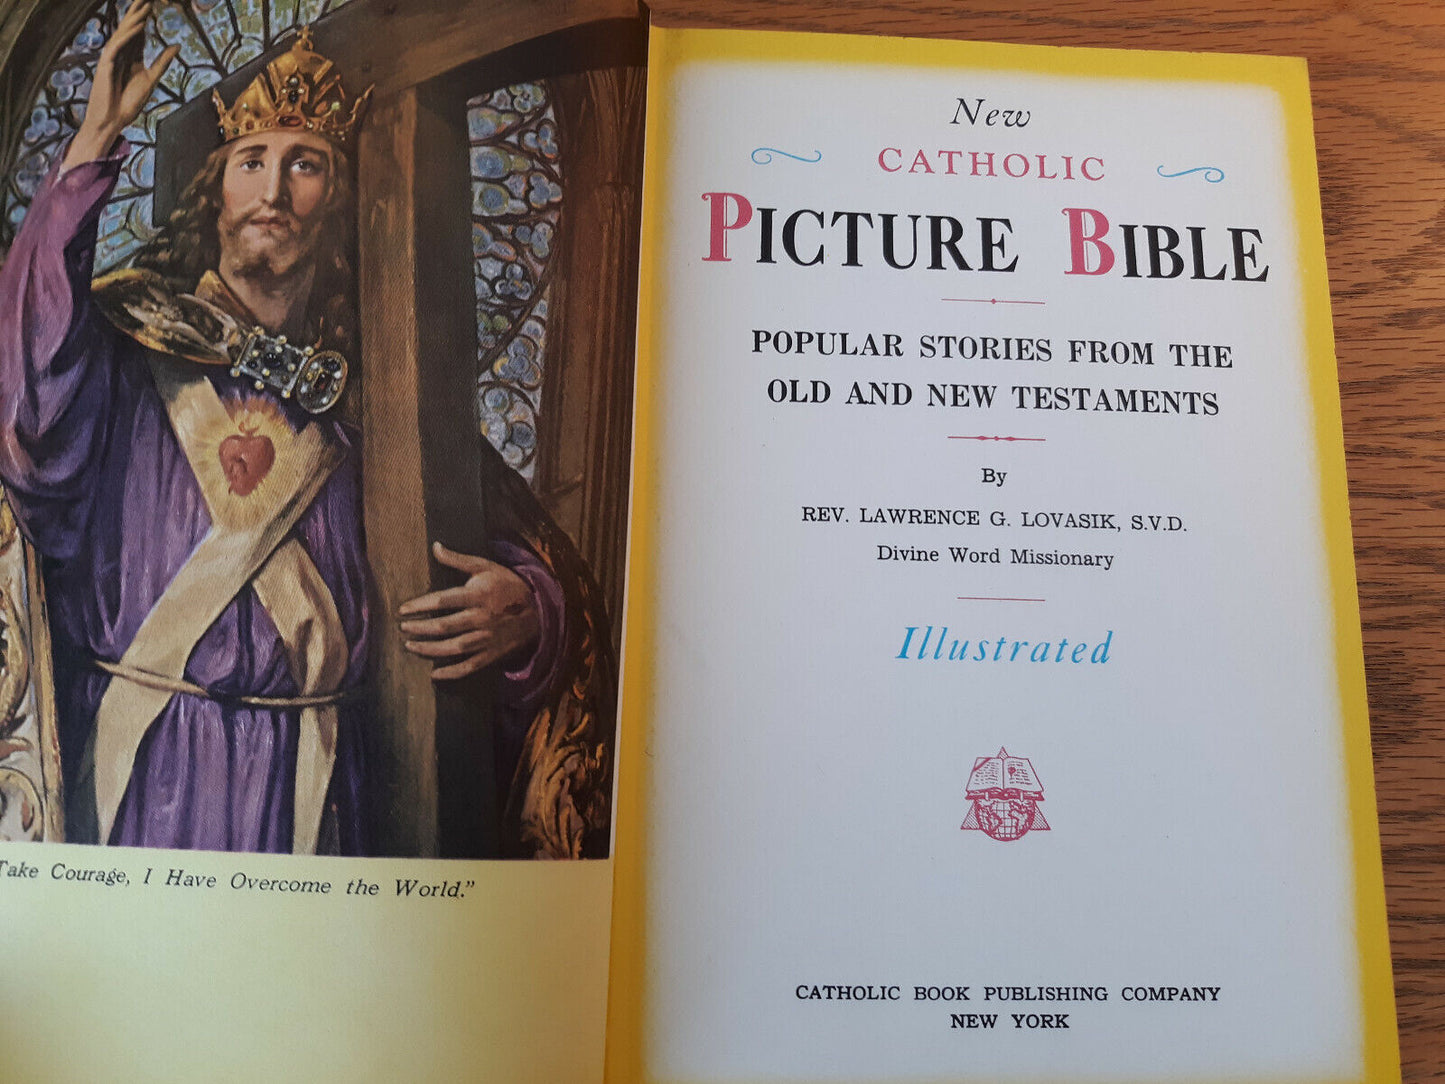 Take Courage, I Have Overcome the World."
New
CATHOLIC
PICTURE BIBLE
POPULAR STORIES FROM THE
OLD AND NEW TESTAMENTS
By
REV. LAWRENCE G. LOVASIK, S.V.D.
Divine Word Missionary
Illustrated
CATHOLIC BOOK PUBLISHING COMPANY
NEW YORK